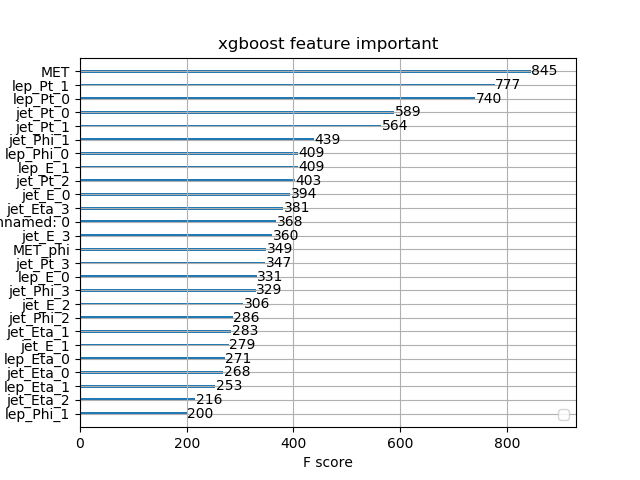 xgboost feature important
MET 845
lep_Pt_1 777
lep_Pt_0 740
jet_Pt_0 589
jet_Pt_1 564
jet_Phi_1 439
lep_Phi_0 409
lep_E_1 409
jet_Pt_2 403
jet_E_0 394
jet_Eta_3 381
nnamed: 0 368
jet_E_3 360
MET_phi 349
jet_Pt_3 347
lep_E_0 331
jet_Phi_3 329
jet_E_2 306
jet_Phi_2 286
jet_Eta_1 283
jet_E_1 279
lep_Eta_0 271
jet_Eta_0 268
lep_Eta_1 253
jet_Eta_2 216
lep_Phi_1 200
0 200 400 600 800
F score